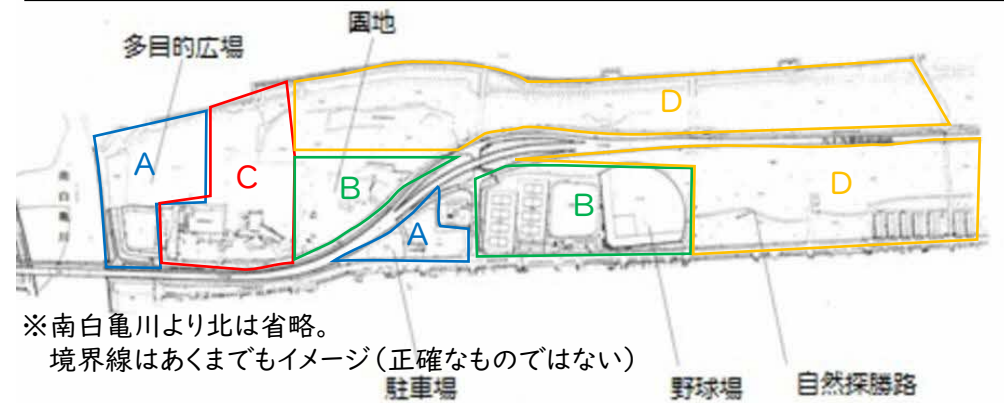 園地
多目的広場
D
A
C
B
D
B
A
南白亀川
※南白亀川より北は省略。
境界線はあくまでもイメージ（正確なものではない）
駐車場
野球場
自然探勝路